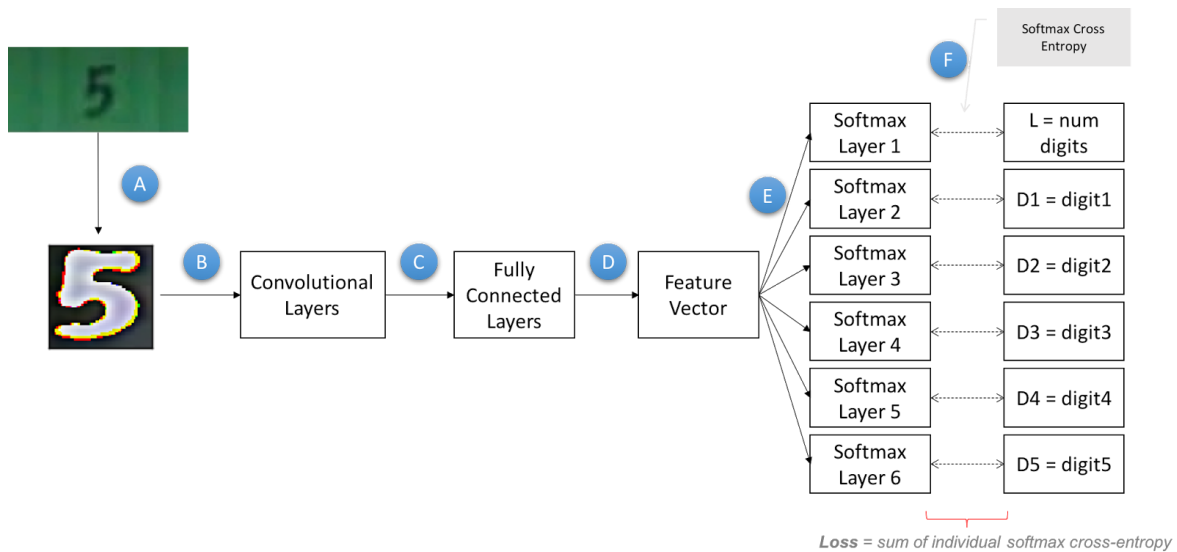 5
A
5
B
Convolutional
Layers
C
Fully
Connected
Layers
D
Feature
Vector
E
F
Softmax Cross
Entropy
Softmax
Layer 1
L = num
digits
Softmax
Layer 2
D1 = digit1
Softmax
Layer 3
D2 = digit2
Softmax
Layer 4
D3 = digit3
Softmax
Layer 5
D4 = digit4
Softmax
Layer 6
D5 = digit5
Loss = sum of individual softmax cross-entropy